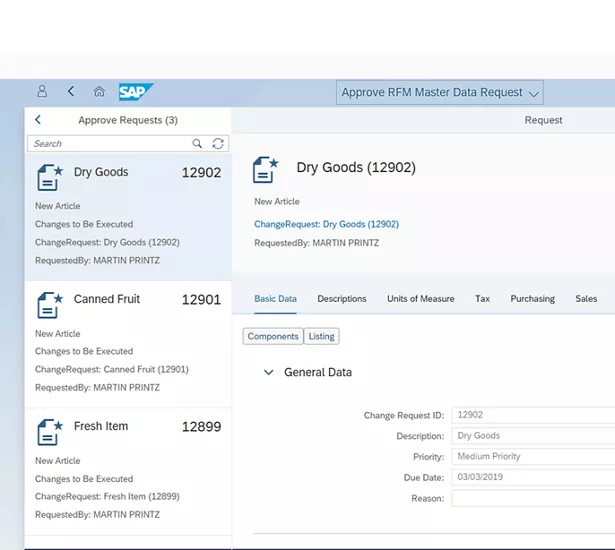 SAP
Approve RFM Master Data Request
Approve Requests (3)
Search
Dry Goods 12902
New Article
Changes to Be Executed
ChangeRequest: Dry Goods (12902)
RequestedBy: MARTIN PRINTZ
Canned Fruit 12901
New Article
Changes to Be Executed
ChangeRequest: Canned Fruit (12901)
RequestedBy: MARTIN PRINTZ
Fresh Item 12899
New Article
Changes to Be Executed
ChangeRequest: Fresh Item (12899)
RequestedBy: MARTIN PRINTZ
Request
Dry Goods (12902)
New Article
ChangeRequest: Dry Goods (12902)
RequestedBy: MARTIN PRINTZ
Basic Data Descriptions Units of Measure Tax Purchasing Sales
Components Listing
General Data
Change Request ID: 12902
Description: Dry Goods
Priority: Medium Priority
Due Date: 03/03/2019
Reason: